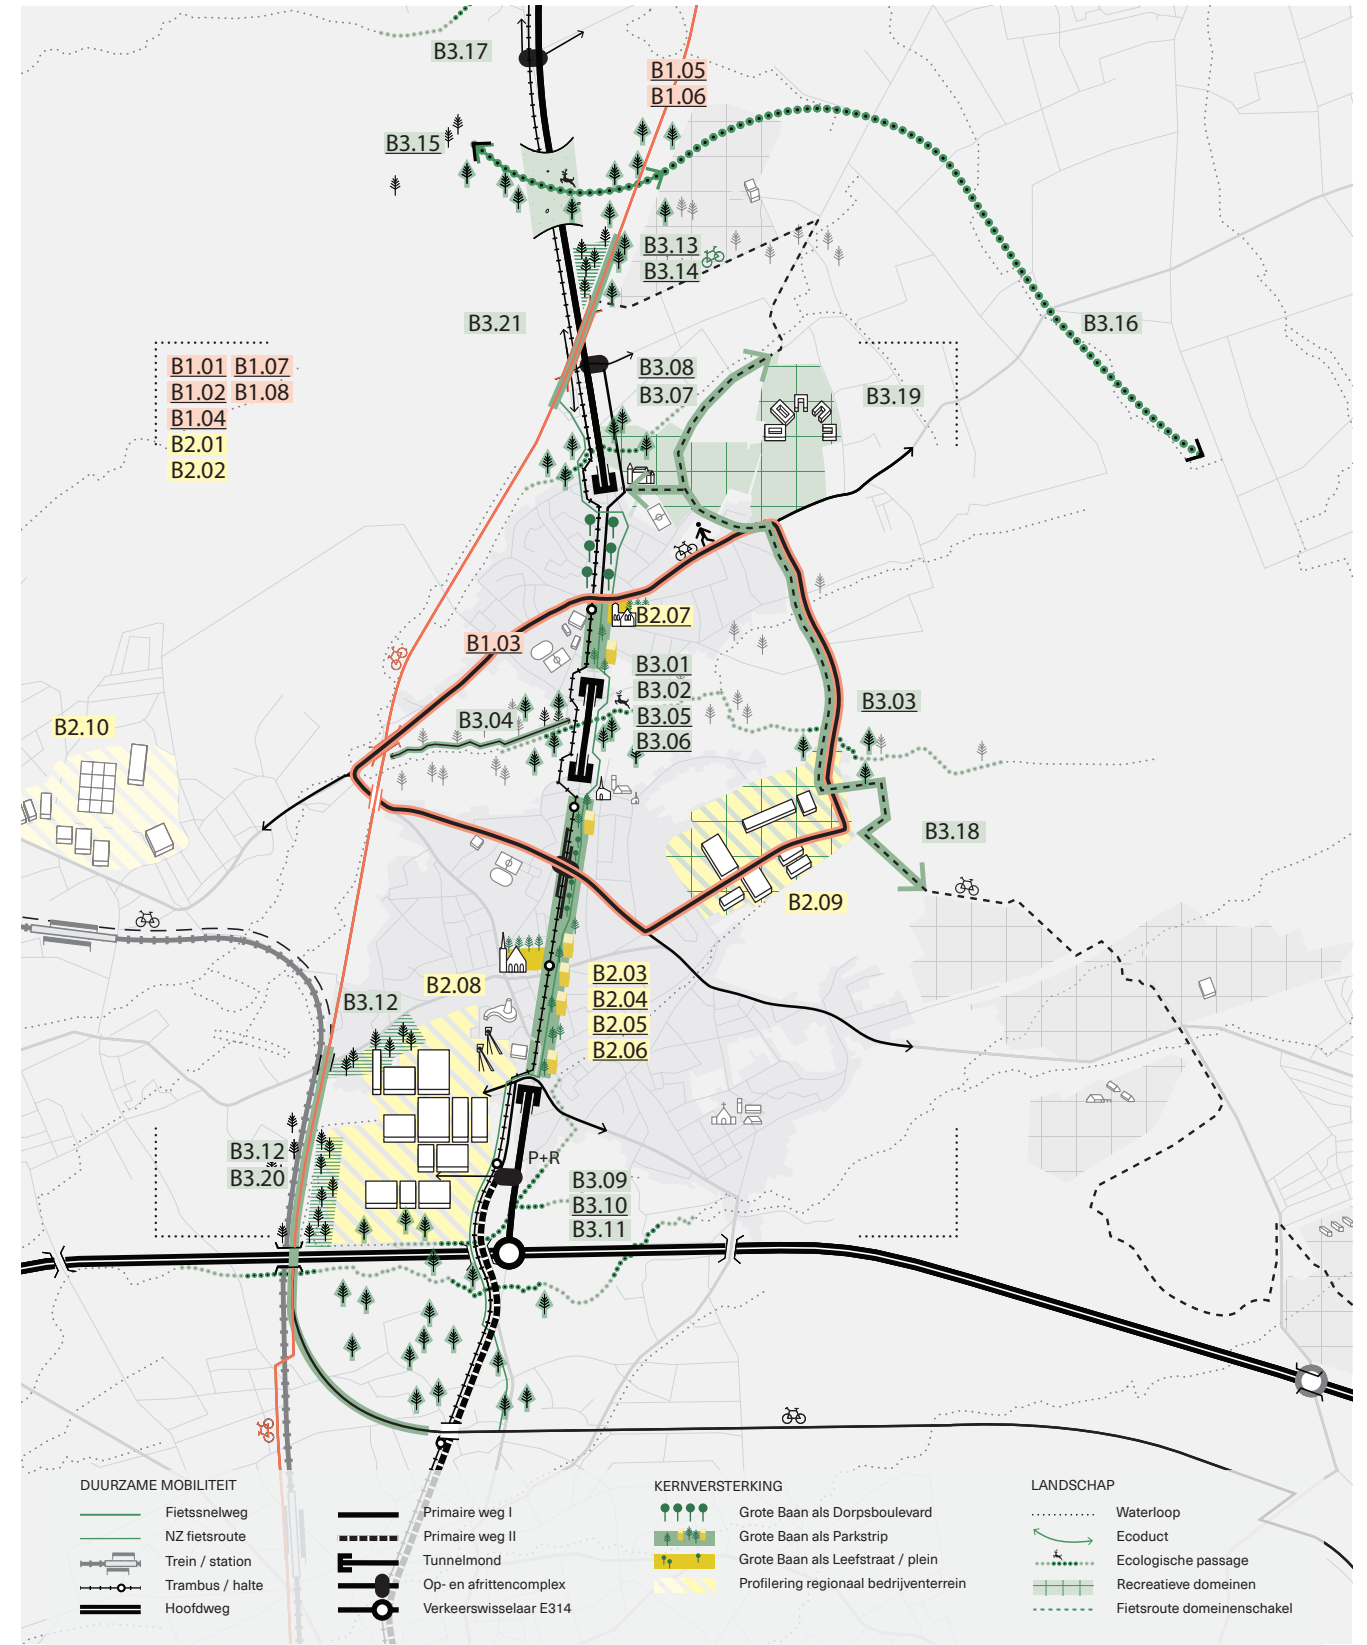 B3.17
B1.05
B1.06
B3.15
B3.13
B3.14
B3.21
B3.16
B1.01 B1.07
B1.02 B1.08
B1.04
B2.01
B2.02
B3.08
B3.07
B3.19
B2.07
B1.03
B3.01
B3.02
B3.05
B3.06
B3.03
B3.04
B2.10
B3.18
B2.09
B2.08
B3.12
B2.03
B2.04
B2.05
B2.06
B3.12
B3.20
P+R
B3.09
B3.10
B3.11
DUURZAME MOBILITEIT
Fietssnelweg
NZ fietsroute
Trein / station
Trambus / halte
Hoofdweg
Primaire weg I
Primaire weg II
Tunnelmond
Op- en afrittencomplex
Verkeerswisselaar E314
KERNVERSTERKING
Grote Baan als Dorpsboulevard
Grote Baan als Parkstrip
Grote Baan als Leefstraat / plein
Profilering regionaal bedrijventerrein
LANDSCHAP
Waterloop
Ecoduct
Ecologische passage
Recreatieve domeinen
Fietsroute domeinenschakel